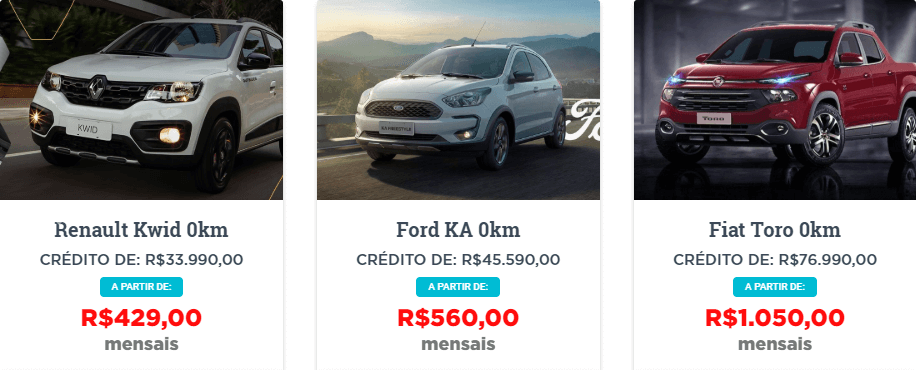 KWID
KA FREESTYLE
Toro
Renault Kwid 0km
CRÉDITO DE: R$33.990,00
A PARTIR DE:
R$429,00
mensais
Ford KA 0km
CRÉDITO DE: R$45.590,00
A PARTIR DE:
R$560,00
mensais
Fiat Toro 0km
CRÉDITO DE: R$76.990,00
A PARTIR DE:
R$1.050,00
mensais